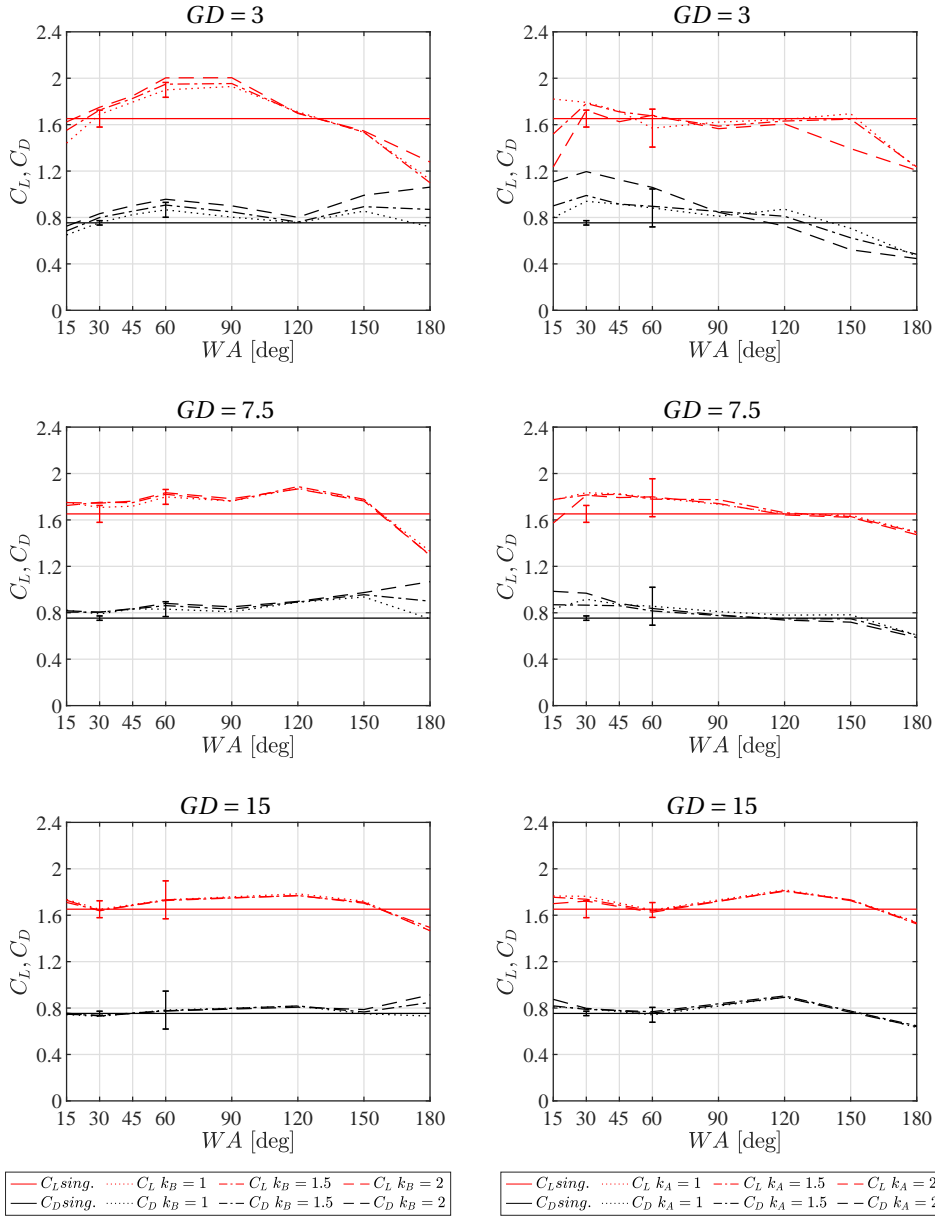 GD = 3
GD = 3
2.4
2
1.6
1.2
0.8
0.4
0
C_L, C_D
15 30 45 60 90 120 150 180
WA [deg]
2.4
2
1.6
1.2
0.8
0.4
0
C_L, C_D
15 30 45 60 90 120 150 180
WA [deg]
GD = 7.5
GD = 7.5
2.4
2
1.6
1.2
0.8
0.4
0
C_L, C_D
15 30 45 60 90 120 150 180
WA [deg]
2.4
2
1.6
1.2
0.8
0.4
0
C_L, C_D
15 30 45 60 90 120 150 180
WA [deg]
GD = 15
GD = 15
2.4
2
1.6
1.2
0.8
0.4
0
C_L, C_D
15 30 45 60 90 120 150 180
WA [deg]
2.4
2
1.6
1.2
0.8
0.4
0
C_L, C_D
15 30 45 60 90 120 150 180
WA [deg]
C_L sing. C_L k_B = 1 C_L k_B = 1.5 C_L k_B = 2
C_D sing. C_D k_B = 1 C_D k_B = 1.5 C_D k_B = 2
C_L sing. C_L k_A = 1 C_L k_A = 1.5 C_L k_A = 2
C_D sing. C_D k_A = 1 C_D k_A = 1.5 C_D k_A = 2